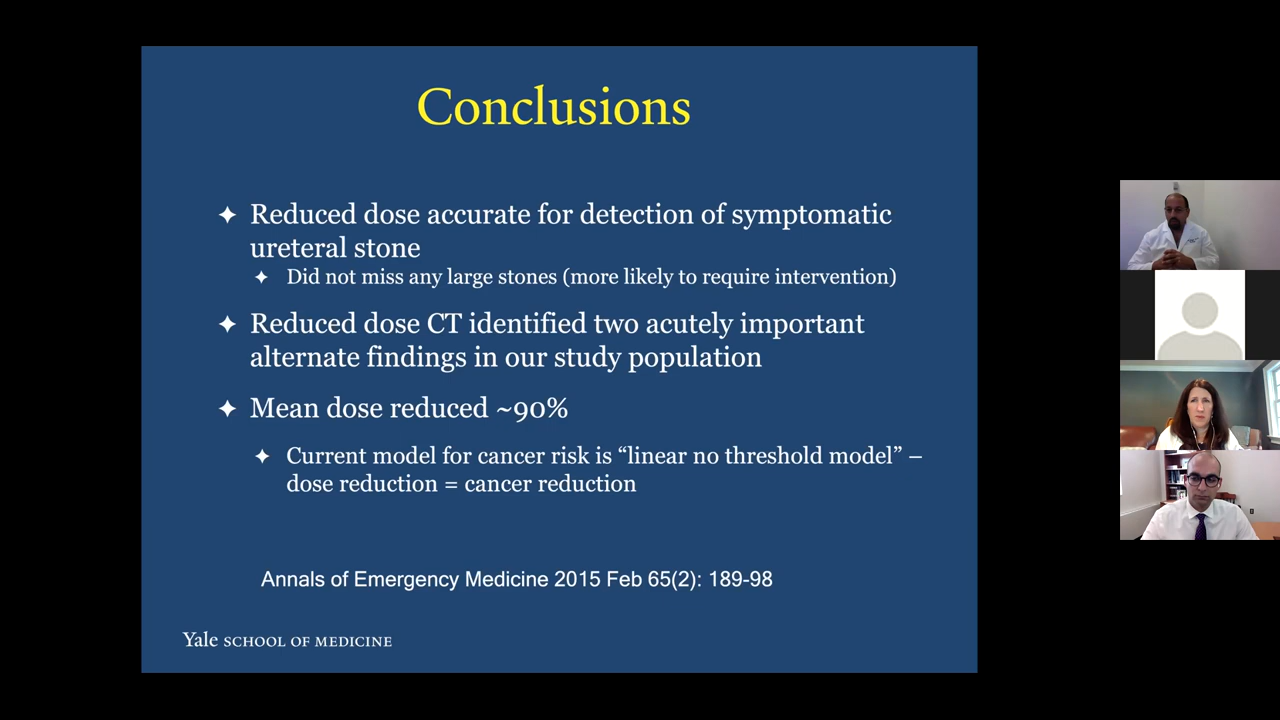 Conclusions
✦ Reduced dose accurate for detection of symptomatic
ureteral stone
✦ Did not miss any large stones (more likely to require intervention)
✦ Reduced dose CT identified two acutely important
alternate findings in our study population
✦ Mean dose reduced ~90%
✦ Current model for cancer risk is “linear no threshold model” –
dose reduction = cancer reduction
Annals of Emergency Medicine 2015 Feb 65(2): 189-98
Yale SCHOOL OF MEDICINE